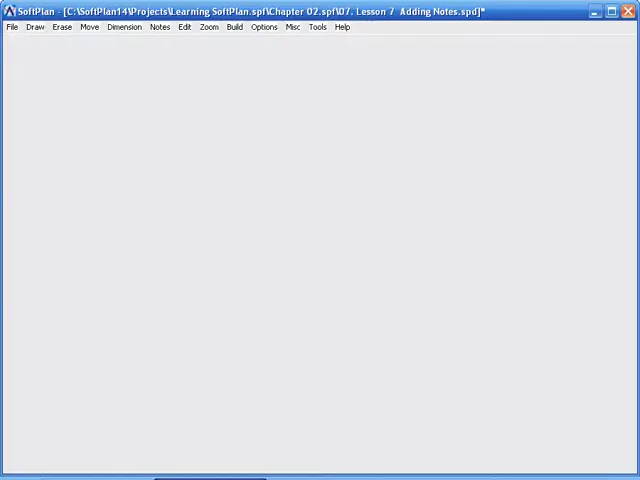 SoftPlan - [C:\SoftPlan14\Projects\Learning SoftPlan.spf\Chapter 02.spf\07. Lesson 7  Adding Notes.spd]*
File Draw Erase Move Dimension Notes Edit Zoom Build Options Misc Tools Help